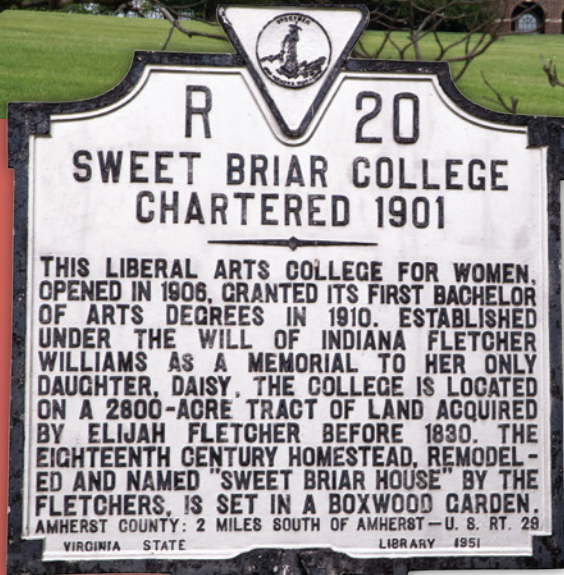 R 20
SWEET BRIAR COLLEGE
CHARTERED 1901
THIS LIBERAL ARTS COLLEGE FOR WOMEN,
OPENED IN 1906, GRANTED ITS FIRST BACHELOR
OF ARTS DEGREES IN 1910. ESTABLISHED
UNDER THE WILL OF INDIANA FLETCHER
WILLIAMS AS A MEMORIAL TO HER ONLY
DAUGHTER, DAISY, THE COLLEGE IS LOCATED
ON A 2800-ACRE TRACT OF LAND ACQUIRED
BY ELIJAH FLETCHER BEFORE 1830. THE
EIGHTEENTH CENTURY HOMESTEAD, REMODEL-
ED AND NAMED "SWEET BRIAR HOUSE" BY THE
FLETCHERS, IS SET IN A BOXWOOD GARDEN.
AMHERST COUNTY: 2 MILES SOUTH OF AMHERST—U. S. RT. 29
VIRGINIA STATE LIBRARY 1951